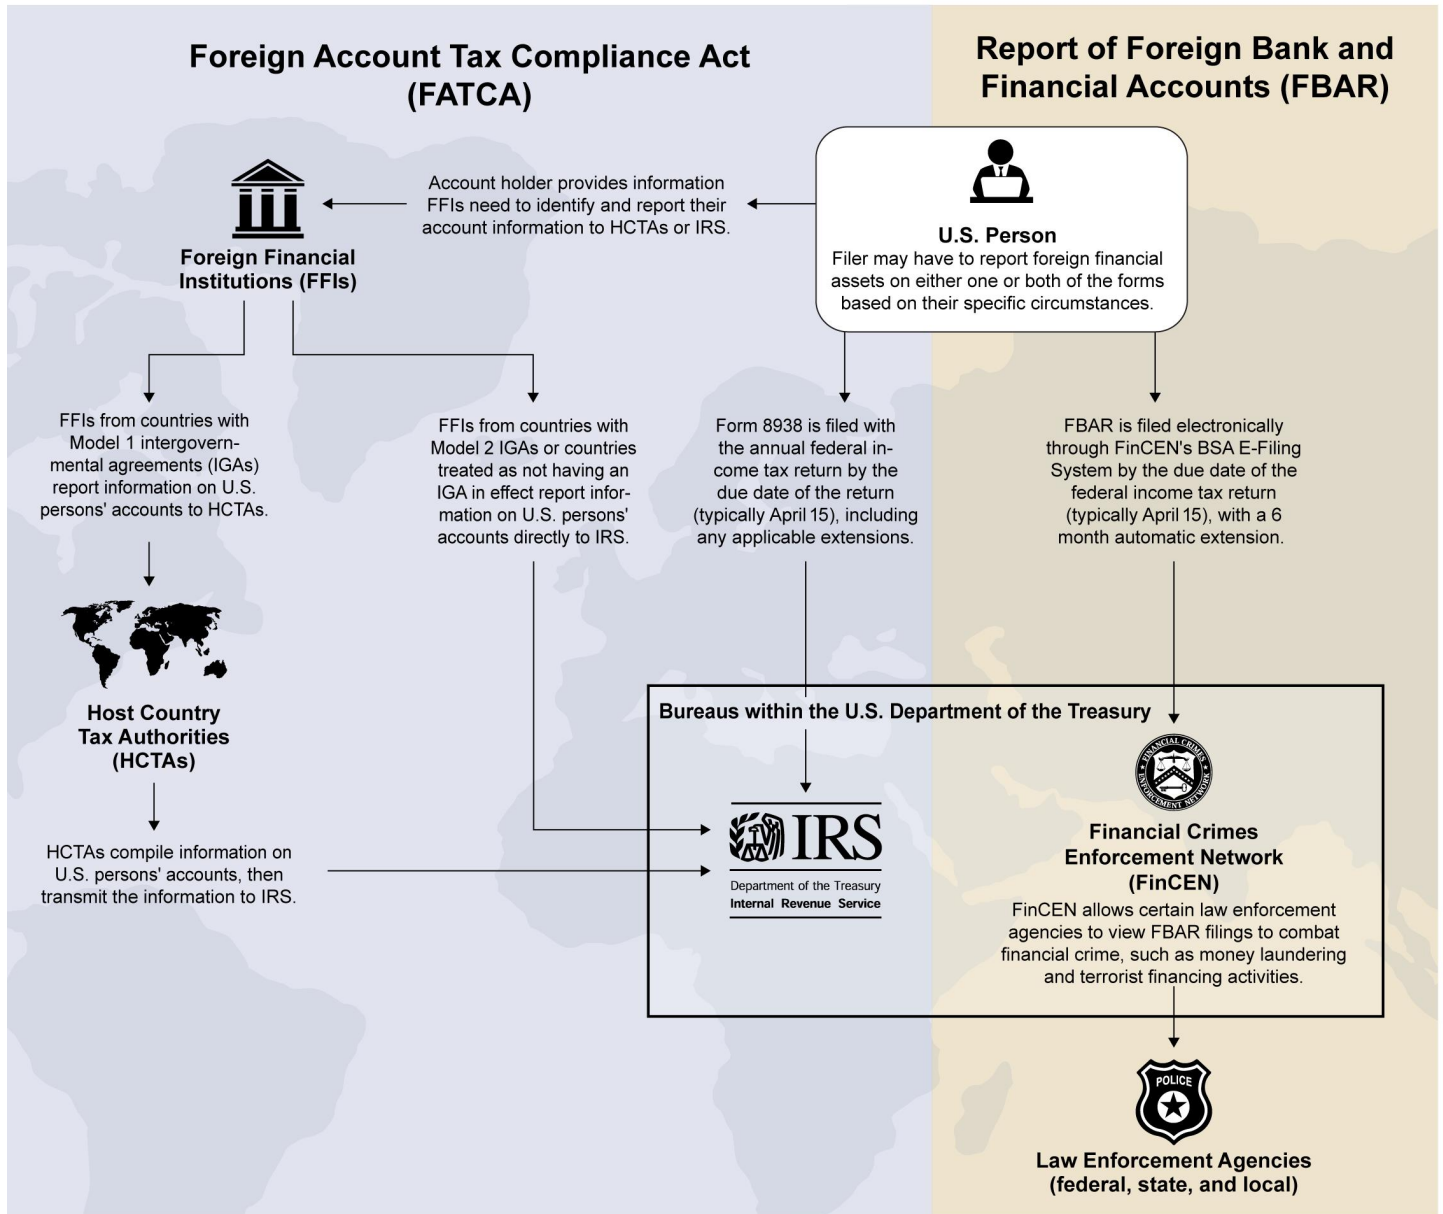 Foreign Account Tax Compliance Act
(FATCA)
Report of Foreign Bank and
Financial Accounts (FBAR)
Account holder provides information
FFIs need to identify and report their
account information to HCTAs or IRS.
U.S. Person
Filer may have to report foreign financial
assets on either one or both of the forms
based on their specific circumstances.
Foreign Financial
Institutions (FFIs)
FFIs from countries with
Model 1 intergovern-
mental agreements (IGAs)
report information on U.S.
persons' accounts to HCTAs.
FFIs from countries with
Model 2 IGAs or countries
treated as not having an
IGA in effect report infor-
mation on U.S. persons'
accounts directly to IRS.
Form 8938 is filed with
the annual federal in-
come tax return by the
due date of the return
(typically April 15), including
any applicable extensions.
FBAR is filed electronically
through FinCEN's BSA E-Filing
System by the due date of the
federal income tax return
(typically April 15), with a 6
month automatic extension.
Host Country
Tax Authorities
(HCTAs)
HCTAs compile information on
U.S. persons' accounts, then
transmit the information to IRS.
Bureaus within the U.S. Department of the Treasury
IRS
Department of the Treasury
Internal Revenue Service
FINANCIAL CRIMES
ENFORCEMENT NETWORK
Financial Crimes
Enforcement Network
(FinCEN)
FinCEN allows certain law enforcement
agencies to view FBAR filings to combat
financial crime, such as money laundering
and terrorist financing activities.
POLICE
Law Enforcement Agencies
(federal, state, and local)